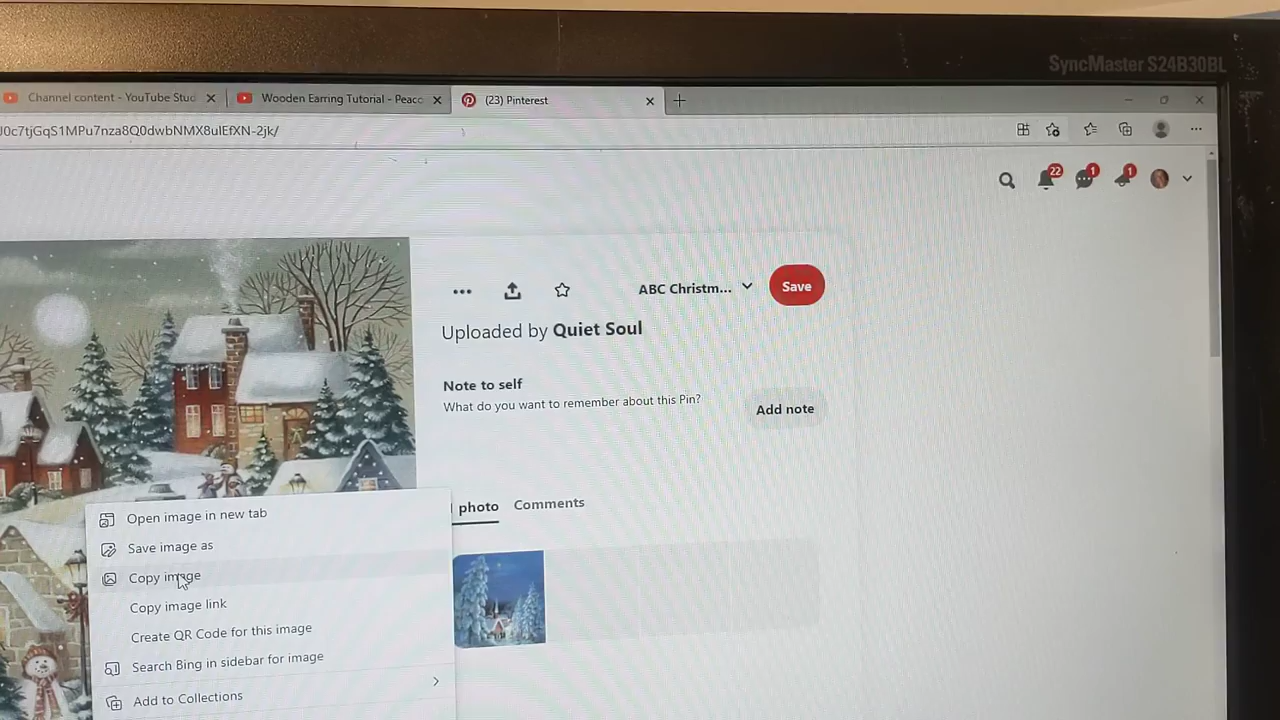 SyncMaster S24B30BL
Channel content - YouTube Stud
Wooden Earring Tutorial - Peaco
(23) Pinterest
22
1
1
ABC Christm...
Save
Uploaded by Quiet Soul
Note to self
What do you want to remember about this Pin?
Add note
photo
Comments
Open image in new tab
Save image as
Copy image
Copy image link
Create QR Code for this image
Search Bing in sidebar for image
Add to Collections